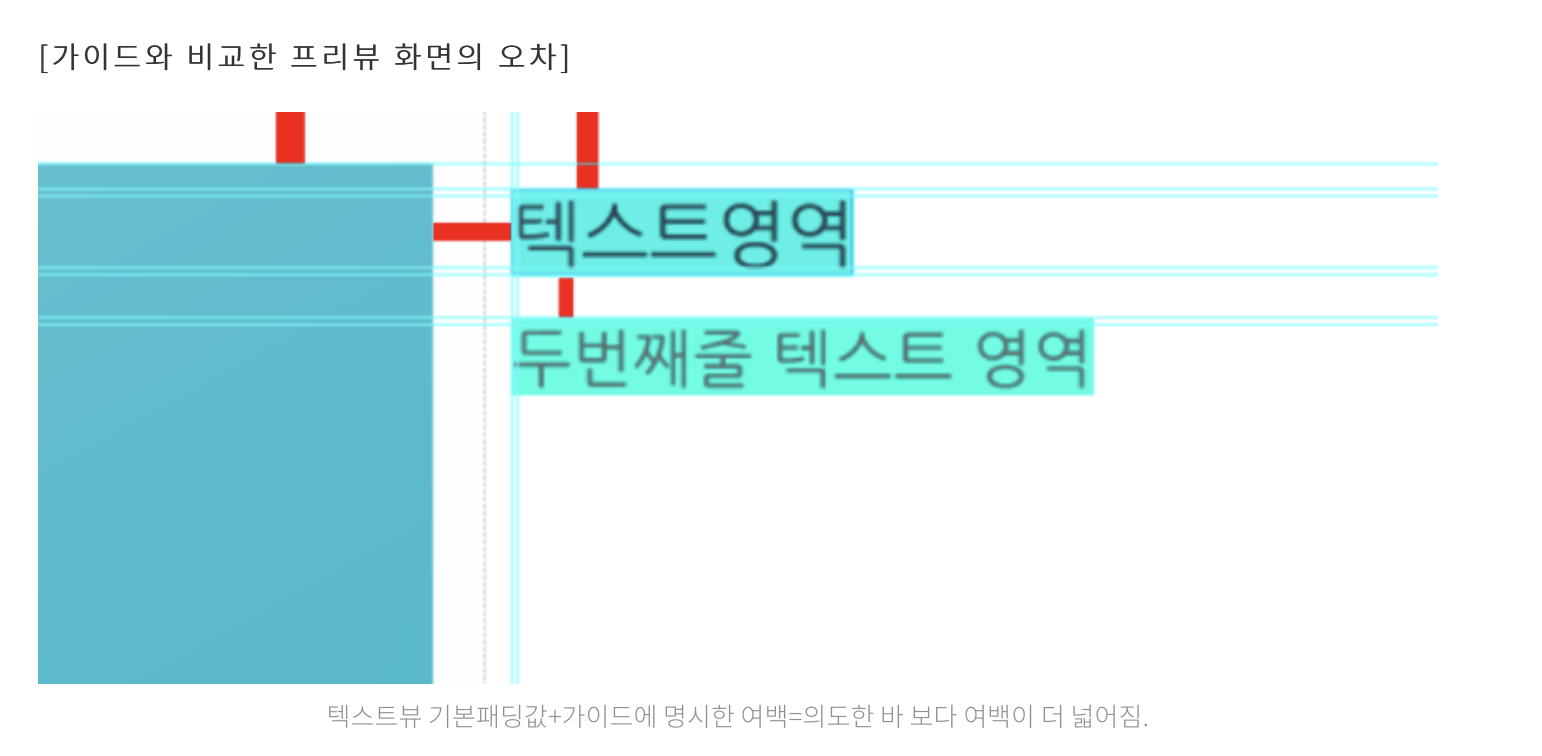 [가이드와 비교한 프리뷰 화면의 오차]
텍스트영역
두번째줄 텍스트 영역
텍스트뷰 기본패딩값+가이드에 명시한 여백=의도한 바 보다 여백이 더 넓어짐.